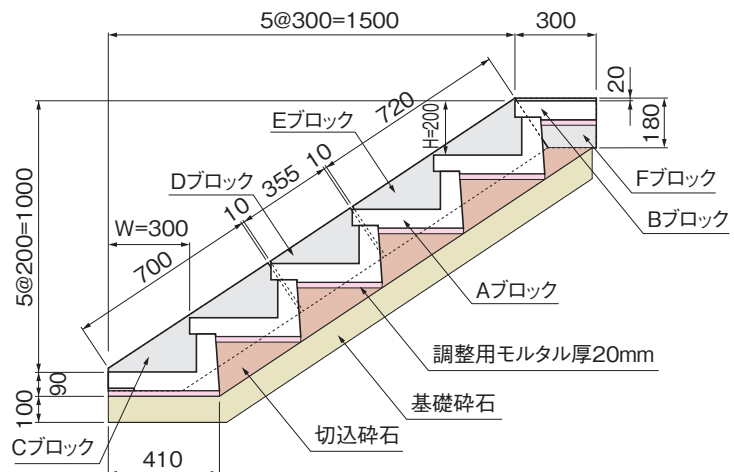 5@300=1500
300
20
180
720
H=200
Eブロック
10
355
Dブロック
10
W=300
700
5@200=1000
Fブロック
Bブロック
Aブロック
調整用モルタル厚20mm
90
100
基礎砕石
Cブロック
切込砕石
410